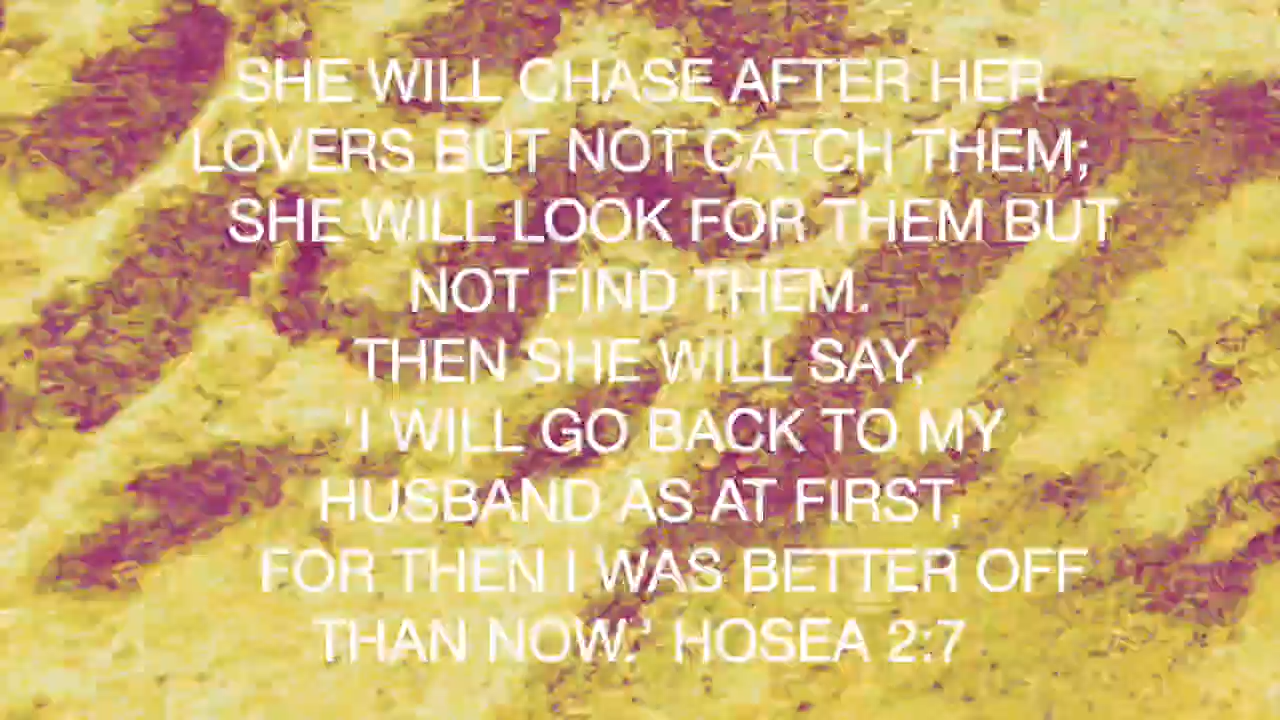 SHE WILL CHASE AFTER HER
LOVERS BUT NOT CATCH THEM;
SHE WILL LOOK FOR THEM BUT
NOT FIND THEM.
THEN SHE WILL SAY,
'I WILL GO BACK TO MY
HUSBAND AS AT FIRST,
FOR THEN I WAS BETTER OFF
THAN NOW.' HOSEA 2:7